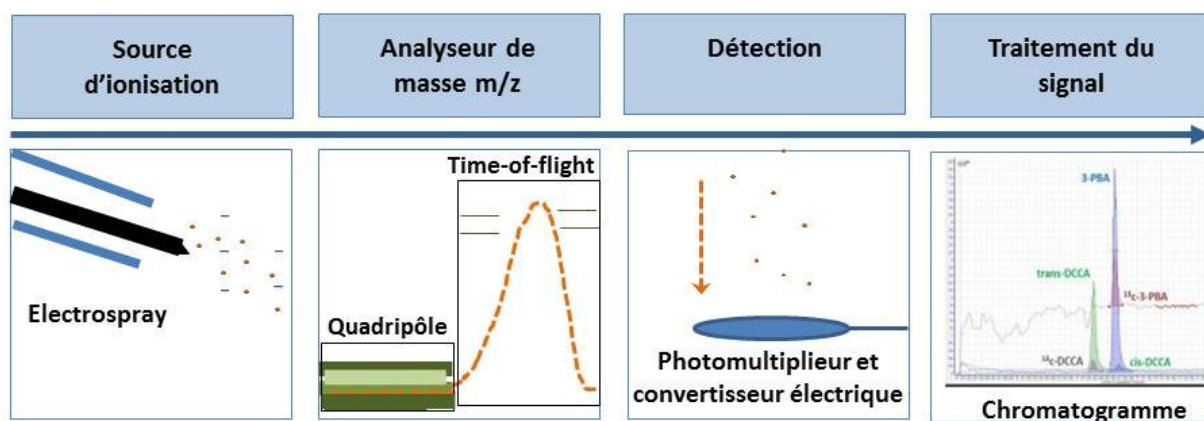 Source
d'ionisation
Analyseur de
masse m/z
Détection
Traitement du
signal
Electrospray
Time-of-flight
Quadripôle
Photomultiplieur et
convertisseur électrique
3-PBA
trans-DCCA
¹³c-3-PBA
¹³c-DCCA
cis-DCCA
Chromatogramme